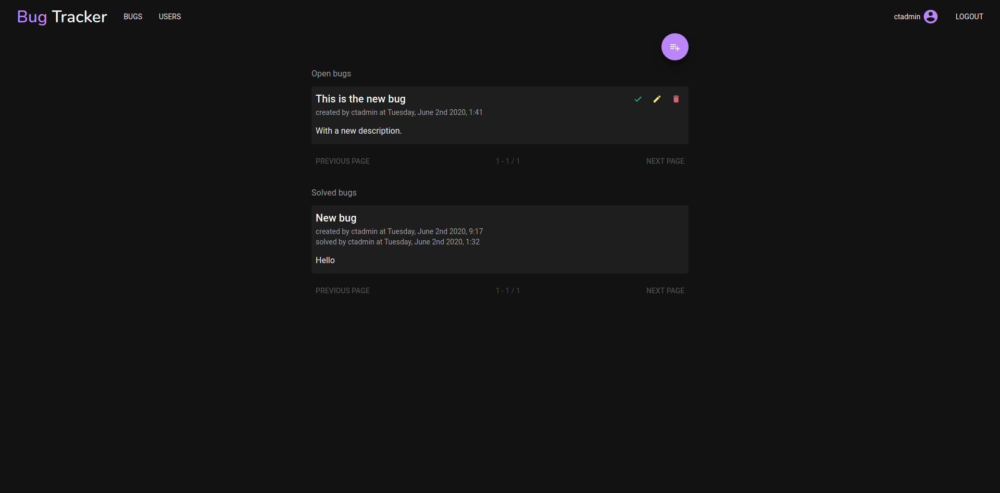 Bug Tracker BUGS USERS ctadmin LOGOUT
Open bugs
This is the new bug
created by ctadmin at Tuesday, June 2nd 2020, 1:41
With a new description.
PREVIOUS PAGE 1 - 1 / 1 NEXT PAGE
Solved bugs
New bug
created by ctadmin at Tuesday, June 2nd 2020, 9:17
solved by ctadmin at Tuesday, June 2nd 2020, 1:32
Hello
PREVIOUS PAGE 1 - 1 / 1 NEXT PAGE